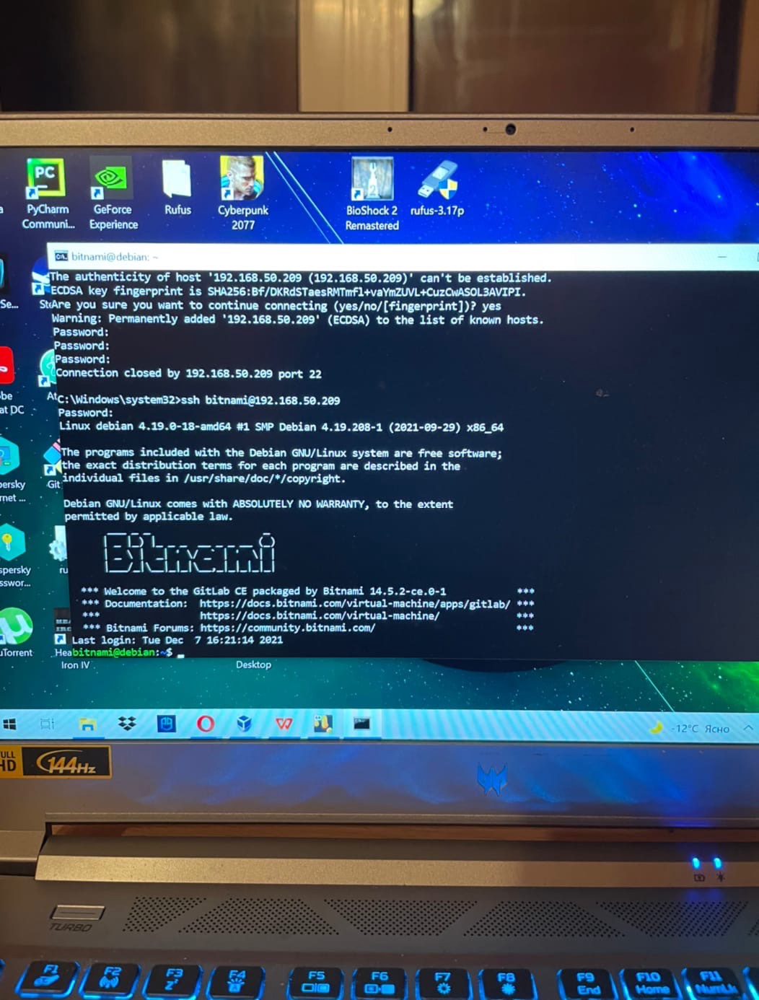 PC
PyCharm
Communi...
GeForce
Experience
Rufus
Cyberpunk
2077
BioShock 2
Remastered
rufus-3.17p
bitnami@debian: ~
The authenticity of host '192.168.50.209 (192.168.50.209)' can't be established.
ECDSA key fingerprint is SHA256:Bf/DKRdSTaesRMTmfl+vaYmZUVL+CuzCwASOL3AVIPI.
Are you sure you want to continue connecting (yes/no/[fingerprint])? yes
Warning: Permanently added '192.168.50.209' (ECDSA) to the list of known hosts.
Password:
Password:
Password:
Connection closed by 192.168.50.209 port 22
C:\Windows\system32>ssh bitnami@192.168.50.209
Password:
Linux debian 4.19.0-18-amd64 #1 SMP Debian 4.19.208-1 (2021-09-29) x86_64
The programs included with the Debian GNU/Linux system are free software;
the exact distribution terms for each program are described in the
individual files in /usr/share/doc/*/copyright.
Debian GNU/Linux comes with ABSOLUTELY NO WARRANTY, to the extent
permitted by applicable law.
Bitnami
*** Welcome to the GitLab CE packaged by Bitnami 14.5.2-ce.0-1 ***
*** Documentation: https://docs.bitnami.com/virtual-machine/apps/gitlab/ ***
*** https://docs.bitnami.com/virtual-machine/ ***
*** Bitnami Forums: https://community.bitnami.com/ ***
Last login: Tue Dec 7 16:21:14 2021
bitnami@debian:~$
Se...
St
be
at DC
At
ersky
rnet ...
Git
spersky
sswor...
ru
uTorrent
Hea
Iron IV
Desktop
-12°C Ясно
ULL
HD
144Hz
TURBO
F1
F2
F3
Z
F4
F5
F6
F7
F8
F9
End
F10
Home
F11
NumLk